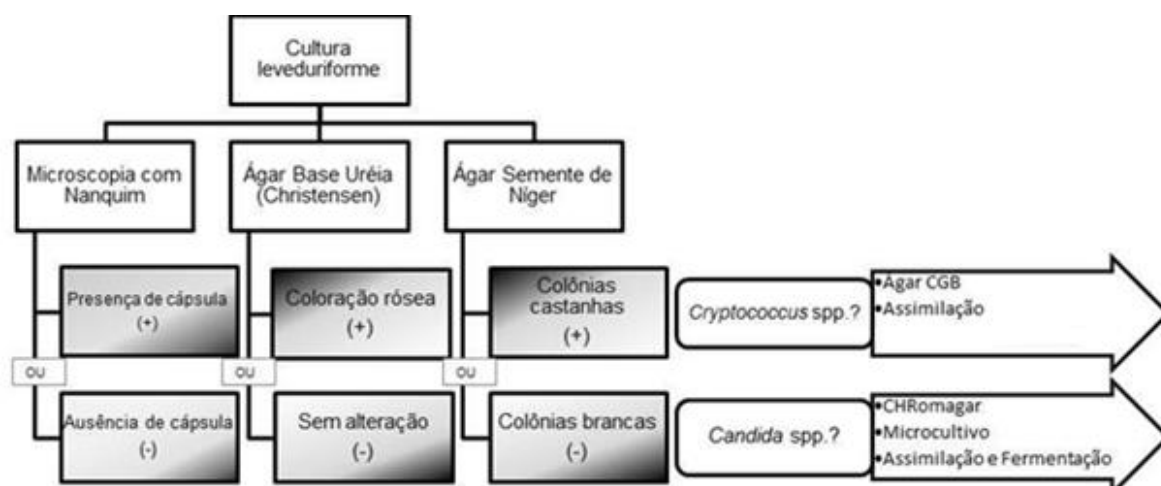 Cultura
leveduriforme
Microscopia com
Nanquim
Ágar Base Uréia
(Christensen)
Ágar Semente de
Níger
Presença de cápsula
(+)
Coloração rósea
(+)
Colônias
castanhas
(+)
Cryptococcus spp.?
•Ágar CGB
•Assimilação
ou
ou
ou
Ausência de cápsula
(-)
Sem alteração
(-)
Colônias brancas
(-)
Candida spp.?
•CHRomagar
•Microcultivo
•Assimilação e Fermentação